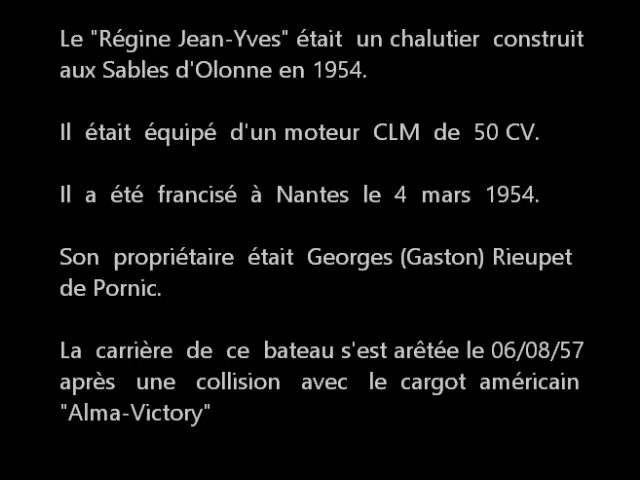 Le "Régine Jean-Yves" était un chalutier construit
aux Sables d'Olonne en 1954.
Il était équipé d'un moteur CLM de 50 CV.
Il a été francisé à Nantes le 4 mars 1954.
Son propriétaire était Georges (Gaston) Rieupet
de Pornic.
La carrière de ce bateau s'est arêtée le 06/08/57
après une collision avec le cargot américain
"Alma-Victory"